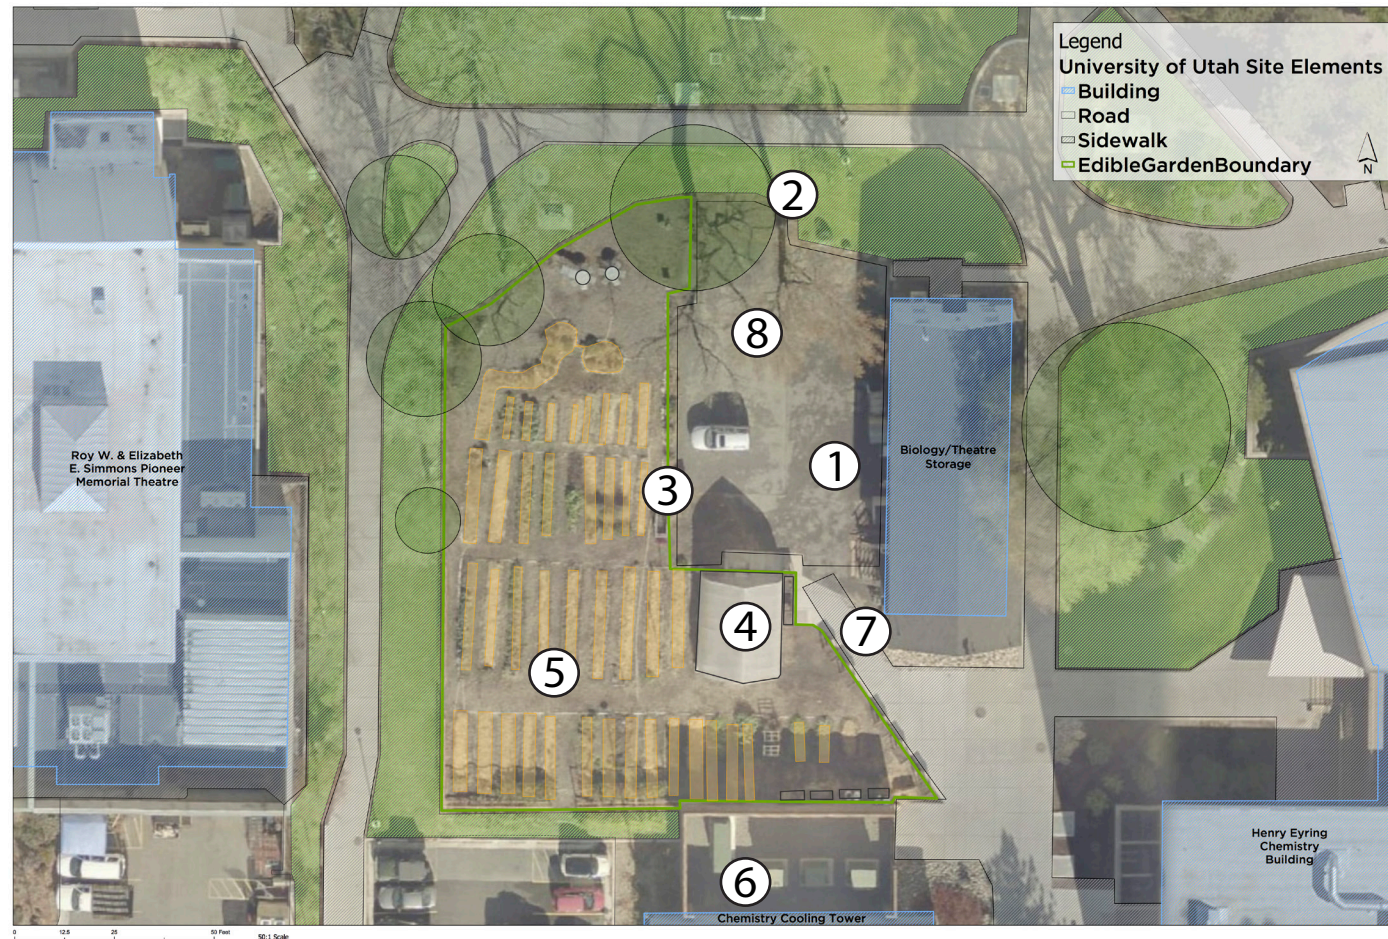 Legend
University of Utah Site Elements
Building
Road
Sidewalk
EdibleGardenBoundary
N
2
8
Roy W. & Elizabeth
E. Simmons Pioneer
Memorial Theatre
Biology/Theatre
Storage
1
3
4
7
5
Henry Eyring
Chemistry
Building
6
Chemistry Cooling Tower
0 12.5 25 50 Feet
50:1 Scale